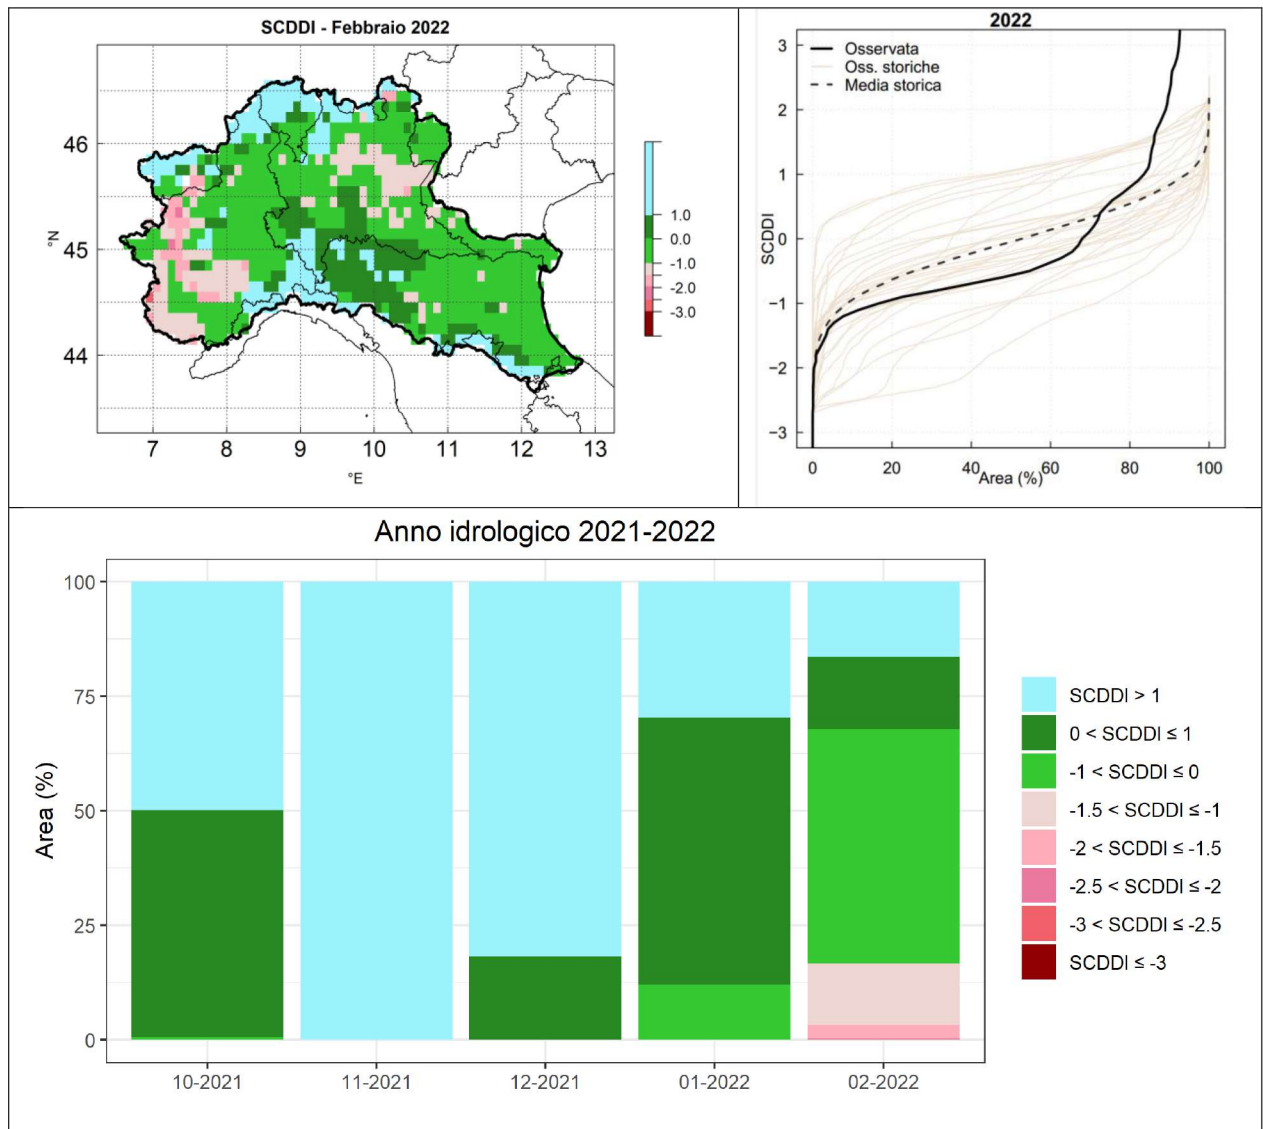 SCDDI - Febbraio 2022
46
45
44
°N
7
8
9
10
11
12
13
°E
1.0
0.0
-1.0
-2.0
-3.0
2022
Osservata
Oss. storiche
Media storica
3
2
1
0
−1
−2
−3
SCDDI
0
20
40
60
80
100
Area (%)
Anno idrologico 2021-2022
100
75
50
25
0
Area (%)
10-2021
11-2021
12-2021
01-2022
02-2022
SCDDI > 1
0 < SCDDI ≤ 1
-1 < SCDDI ≤ 0
-1.5 < SCDDI ≤ -1
-2 < SCDDI ≤ -1.5
-2.5 < SCDDI ≤ -2
-3 < SCDDI ≤ -2.5
SCDDI ≤ -3